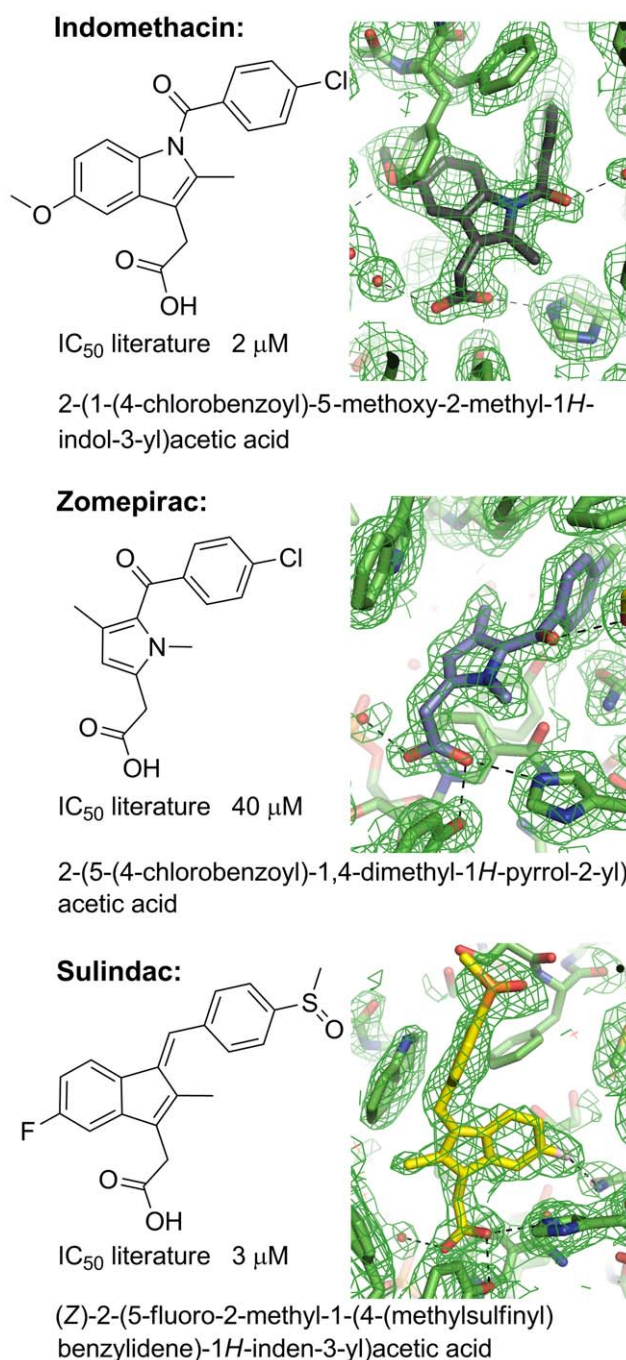 Indomethacin:
O
Cl
N
O
O
OH
IC₅₀ literature 2 μM
2-(1-(4-chlorobenzoyl)-5-methoxy-2-methyl-1H-
indol-3-yl)acetic acid
Zomepirac:
O
Cl
N
O
OH
IC₅₀ literature 40 μM
2-(5-(4-chlorobenzoyl)-1,4-dimethyl-1H-pyrrol-2-yl)
acetic acid
Sulindac:
S
O
F
O
OH
IC₅₀ literature 3 μM
(Z)-2-(5-fluoro-2-methyl-1-(4-(methylsulfinyl)
benzylidene)-1H-inden-3-yl)acetic acid